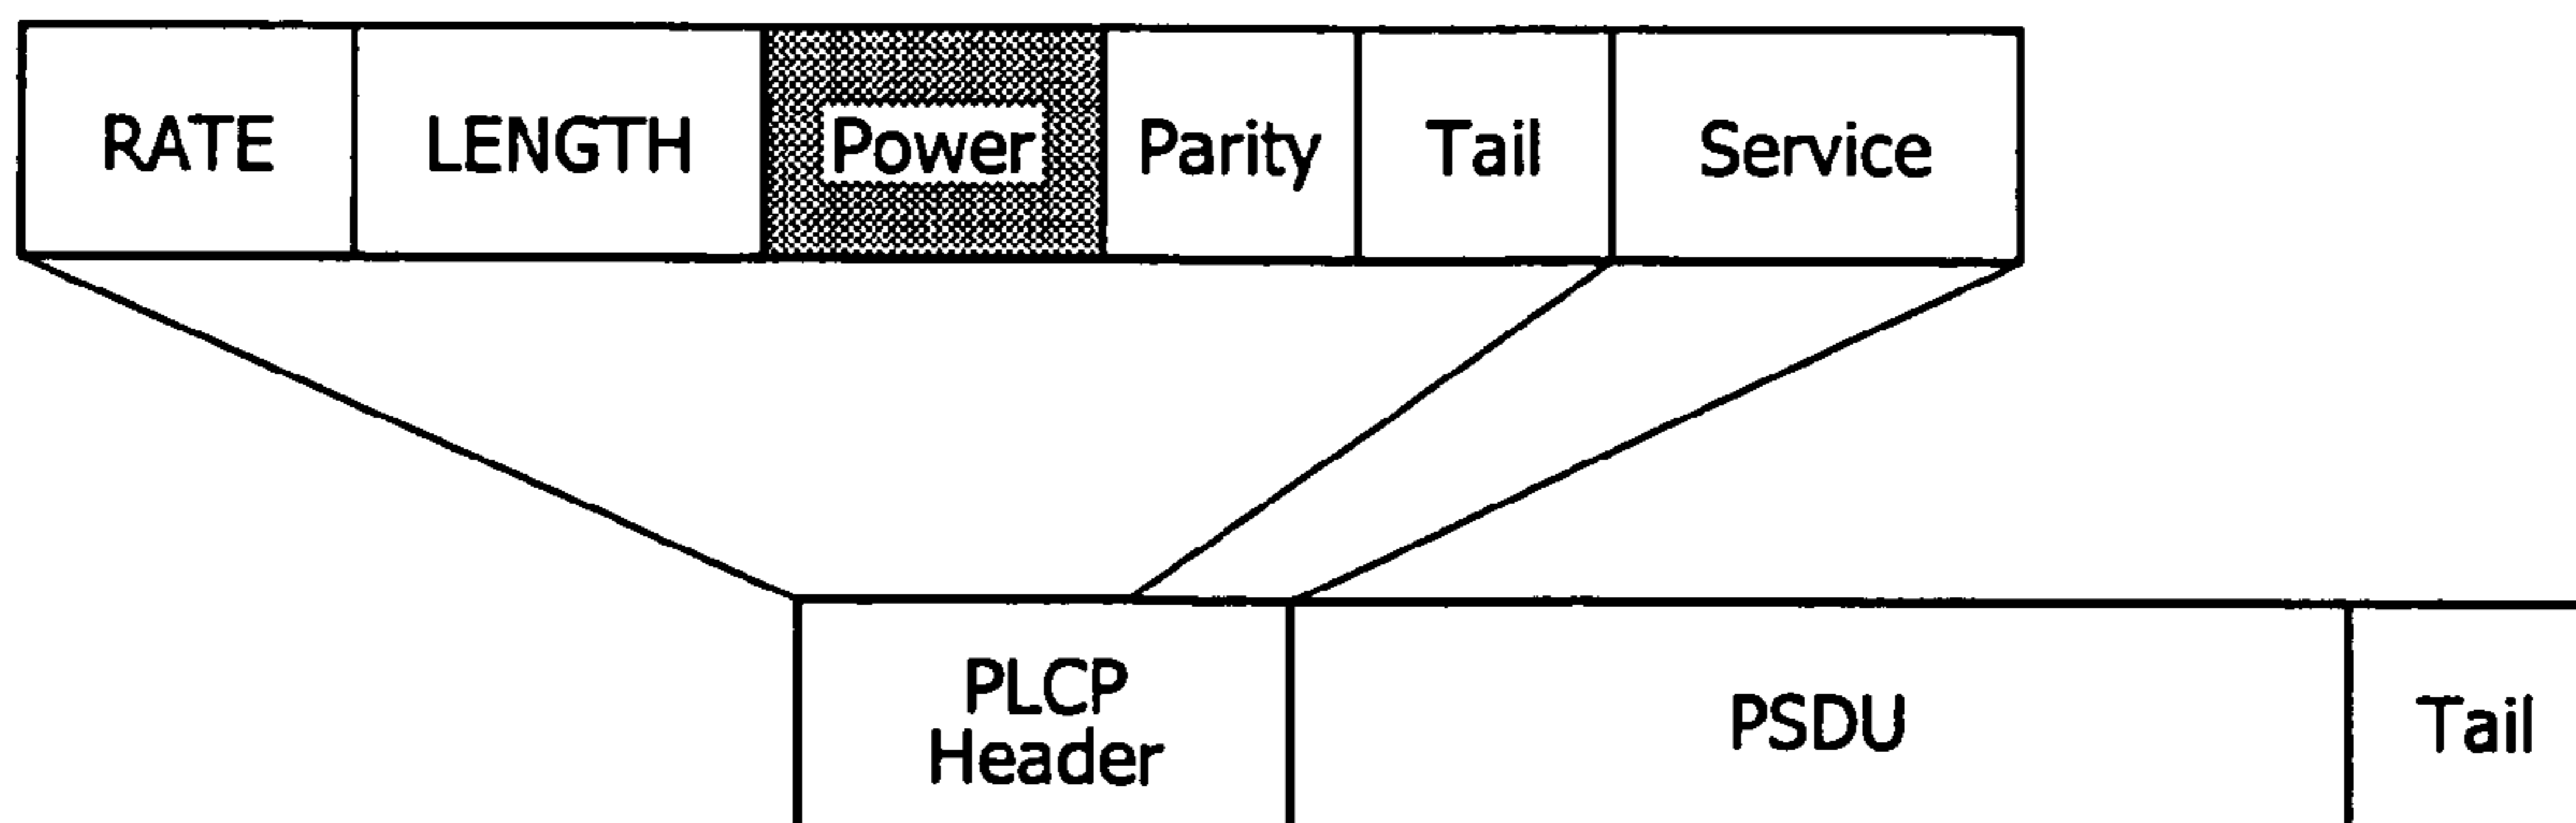 RATE LENGTH Power Parity Tail Service
PLCP
Header
PSDU
Tail